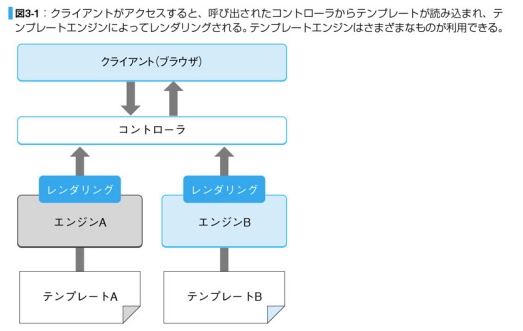 図3-1：クライアントがアクセスすると、呼び出されたコントローラからテンプレートが読み込まれ、テ
ンプレートエンジンによってレンダリングされる。テンプレートエンジンはさまざまなものが利用できる。
クライアント(ブラウザ)
コントローラ
レンダリング
レンダリング
エンジンA
エンジンB
テンプレートA
テンプレートB